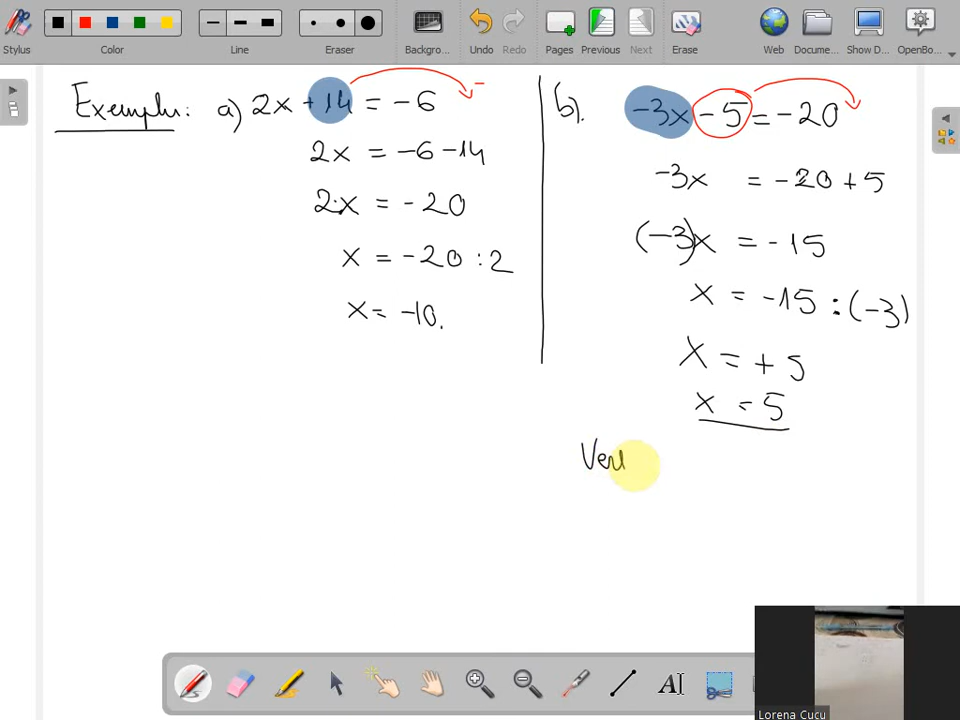 Stylus
Color
Line
Eraser
Backgro...
Undo
Redo
Pages
Previous
Next
Erase
Web
Docume...
Show D...
OpenBo...
Exemplu: a) 2x + 14 = -6
2x = -6 -14
2·x = -20
x = -20 : 2
x = -10.
b). -3x - 5 = -20
-3x = -20 + 5
(-3)x = -15
x = -15 : (-3)
x = + 5
x = 5
Veri
Lorena Cucu